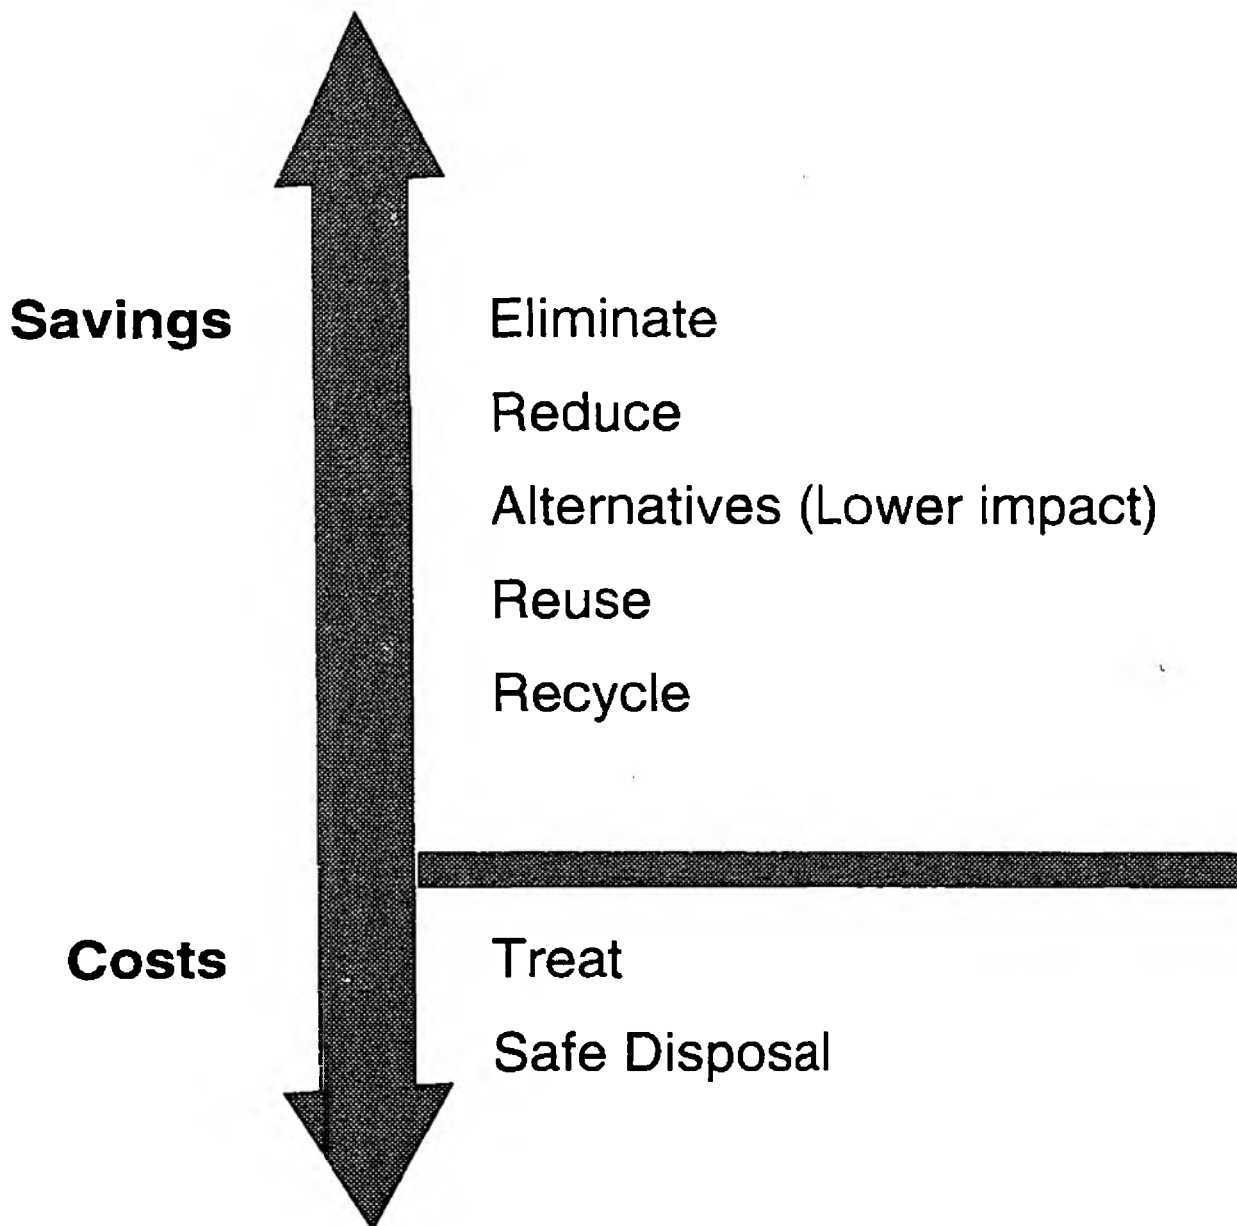 Savings
Eliminate
Reduce
Alternatives (Lower impact)
Reuse
Recycle
Costs
Treat
Safe Disposal